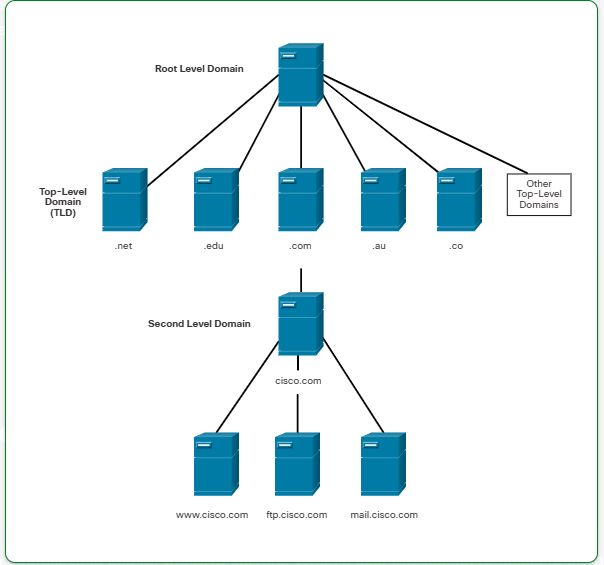 Root Level Domain
Top-Level
Domain
(TLD)
Other
Top-Level
Domains
.net
.edu
.com
.au
.co
Second Level Domain
cisco.com
www.cisco.com
ftp.cisco.com
mail.cisco.com